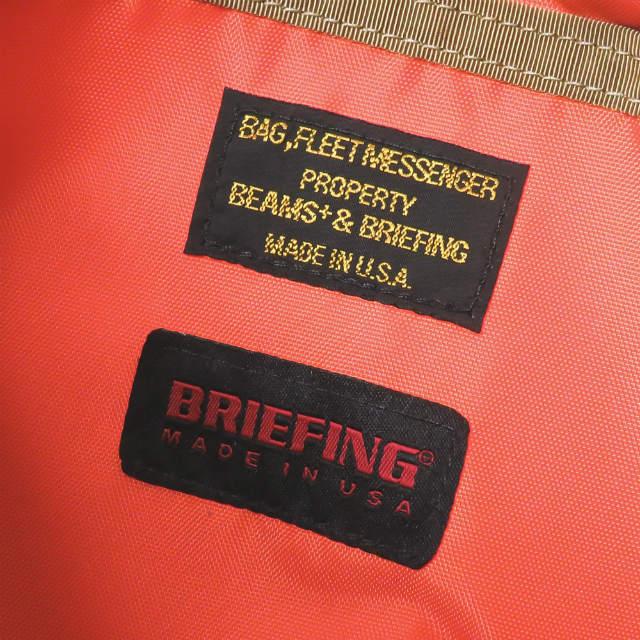 BAG, FLEET MESSENGER
PROPERTY
BEAMS+ & BRIEFING
MADE IN U.S.A.
BRIEFING®
MADE IN USA